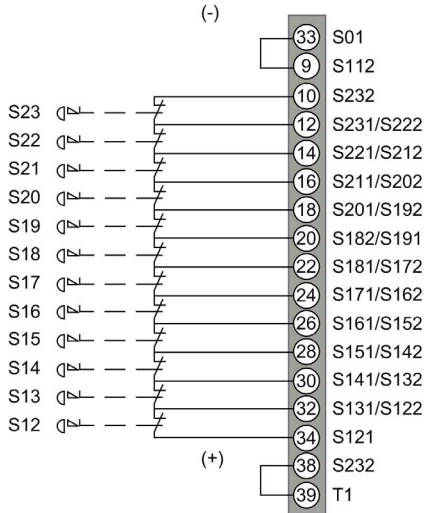 (-)
33 S01
9 S112
10 S232
S23
12 S231/S222
S22
14 S221/S212
S21
16 S211/S202
S20
18 S201/S192
S19
20 S182/S191
S18
22 S181/S172
S17
24 S171/S162
S16
26 S161/S152
S15
28 S151/S142
S14
30 S141/S132
S13
32 S131/S122
S12
34 S121
(+)
38 S232
39 T1